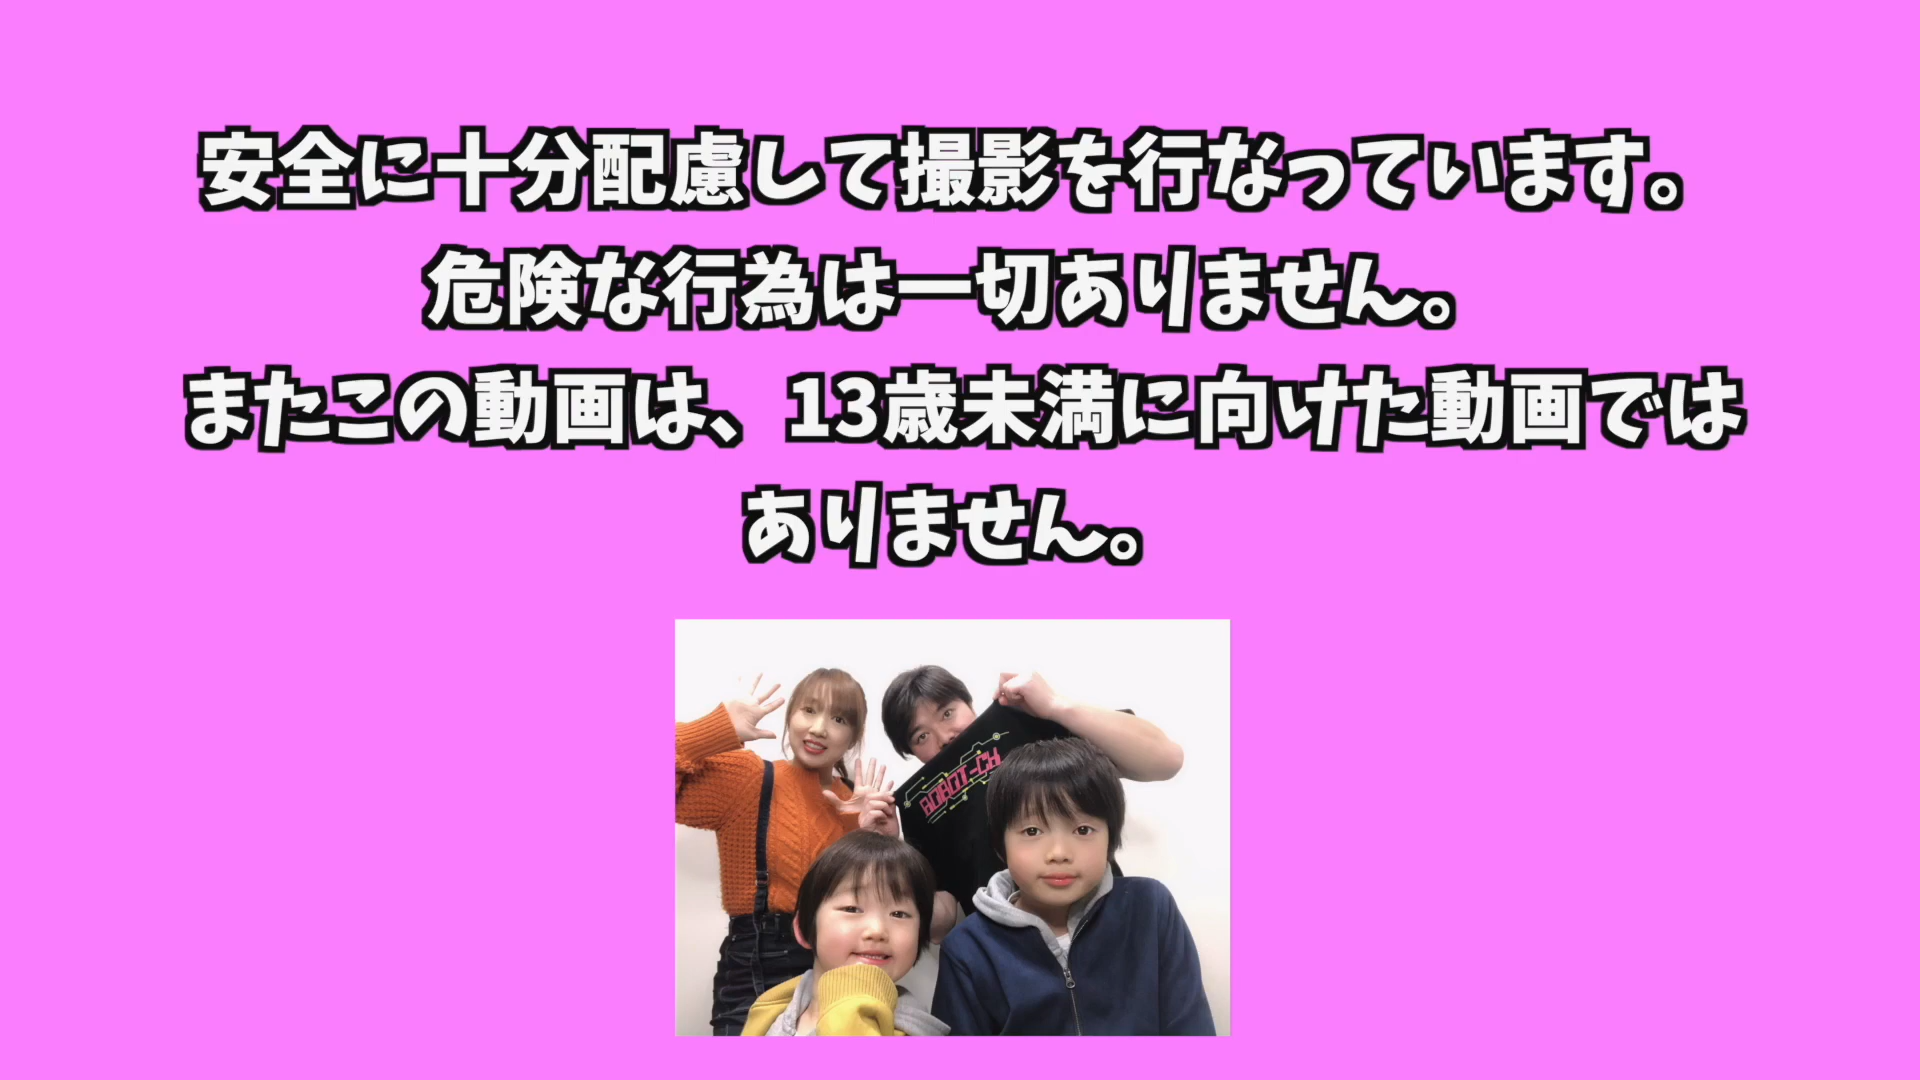 安全に十分配慮して撮影を行なっています。
危険な行為は一切ありません。
またこの動画は、13歳未満に向けた動画では
ありません。
ROBOT-CH